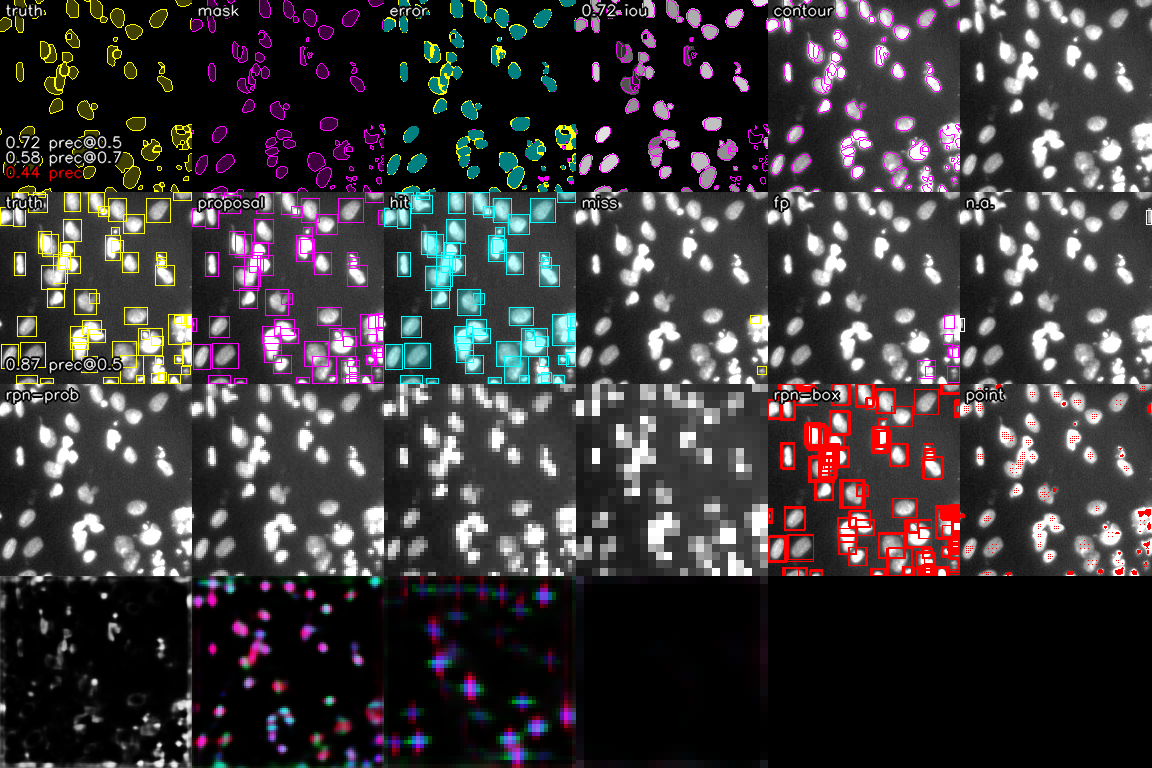 truth
mask
error
0.72 iou
contour
0.72 prec@0.5
0.58 prec@0.7
0.44 prec
truth
proposal
hit
miss
fp
n.a.
0.87 prec@0.5
rpn-prob
rpn-box
point